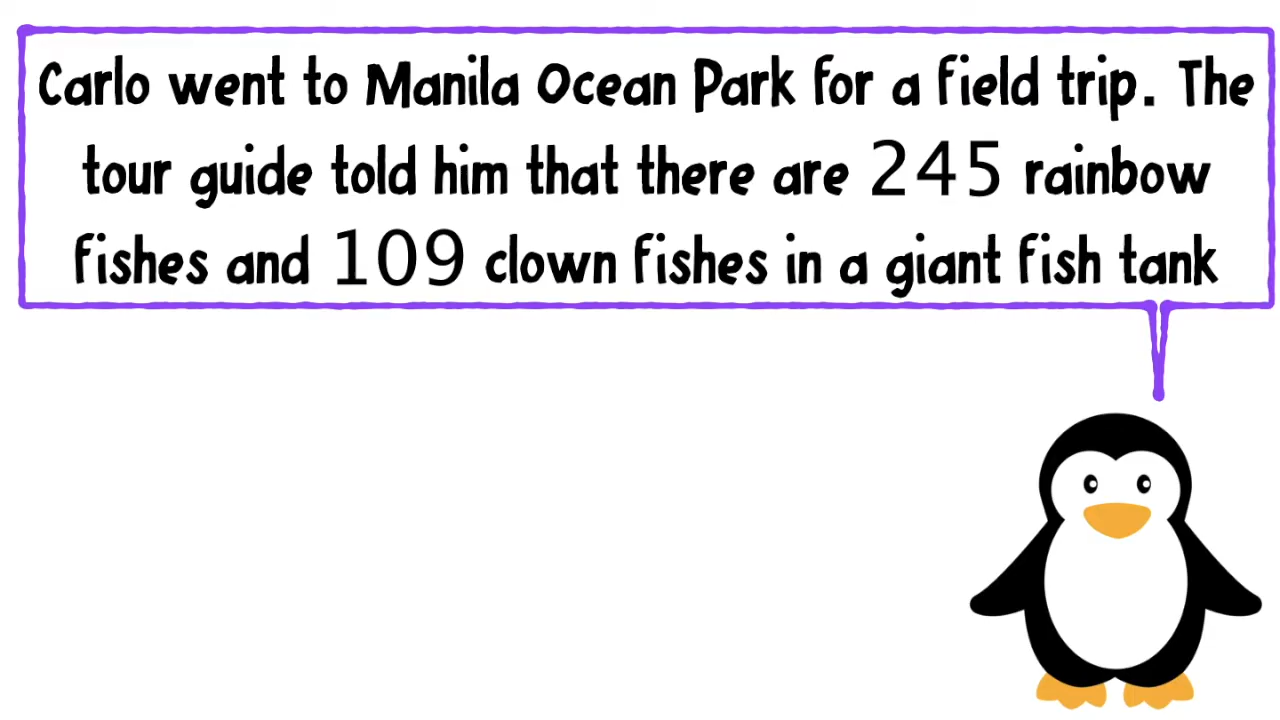 Carlo went to Manila Ocean Park for a field trip. The
tour guide told him that there are 245 rainbow
fishes and 109 clown fishes in a giant fish tank